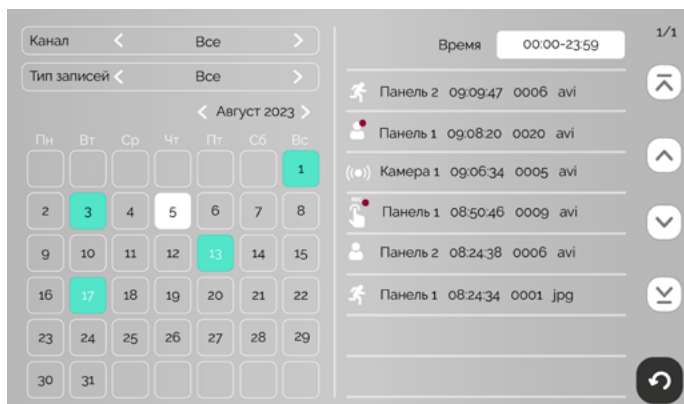 Канал < Все >
Тип записей < Все >
< Август 2023 >
Пн Вт Ср Чт Пт Сб Вс
1
2 3 4 5 6 7 8
9 10 11 12 13 14 15
16 17 18 19 20 21 22
23 24 25 26 27 28 29
30 31
Время 00:00-23:59
1/1
Панель 2 09:09:47 0006 avi
Панель 1 09:08:20 0020 avi
Камера 1 09:06:34 0005 avi
Панель 1 08:50:46 0009 avi
Панель 2 08:24:38 0006 avi
Панель 1 08:24:34 0001 jpg